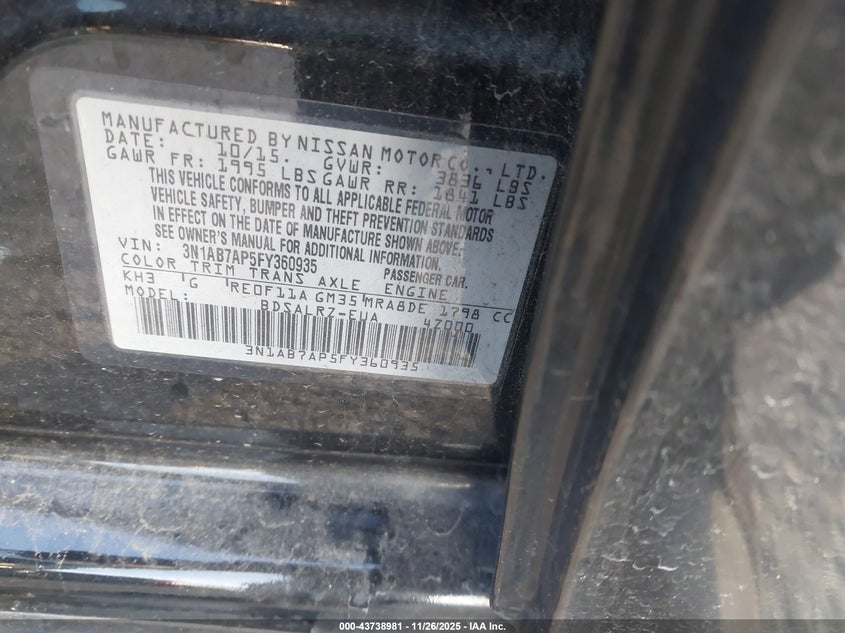 MANUFACTURED BY NISSAN MOTOR CO., LTD.
DATE: 10/15. GVWR: 3836 LBS
GAWR FR: 1995 LBS GAWR RR: 1841 LBS
THIS VEHICLE CONFORMS TO ALL APPLICABLE FEDERAL MOTOR
VEHICLE SAFETY, BUMPER AND THEFT PREVENTION STANDARDS
IN EFFECT ON THE DATE OF MANUFACTURE SHOWN ABOVE.
SEE OWNER'S MANUAL FOR ADDITIONAL INFORMATION.
VIN: 3N1AB7AP5FY360935 PASSENGER CAR.
COLOR TRIM TRANS AXLE ENGINE
KH3 G RE0F11A GM35 MRA8DE 1798 CC
MODEL: BDSALRZ-EUA 4Z000
3N1AB7AP5FY360935
000-43738981 - 11/26/2025 - IAA Inc.